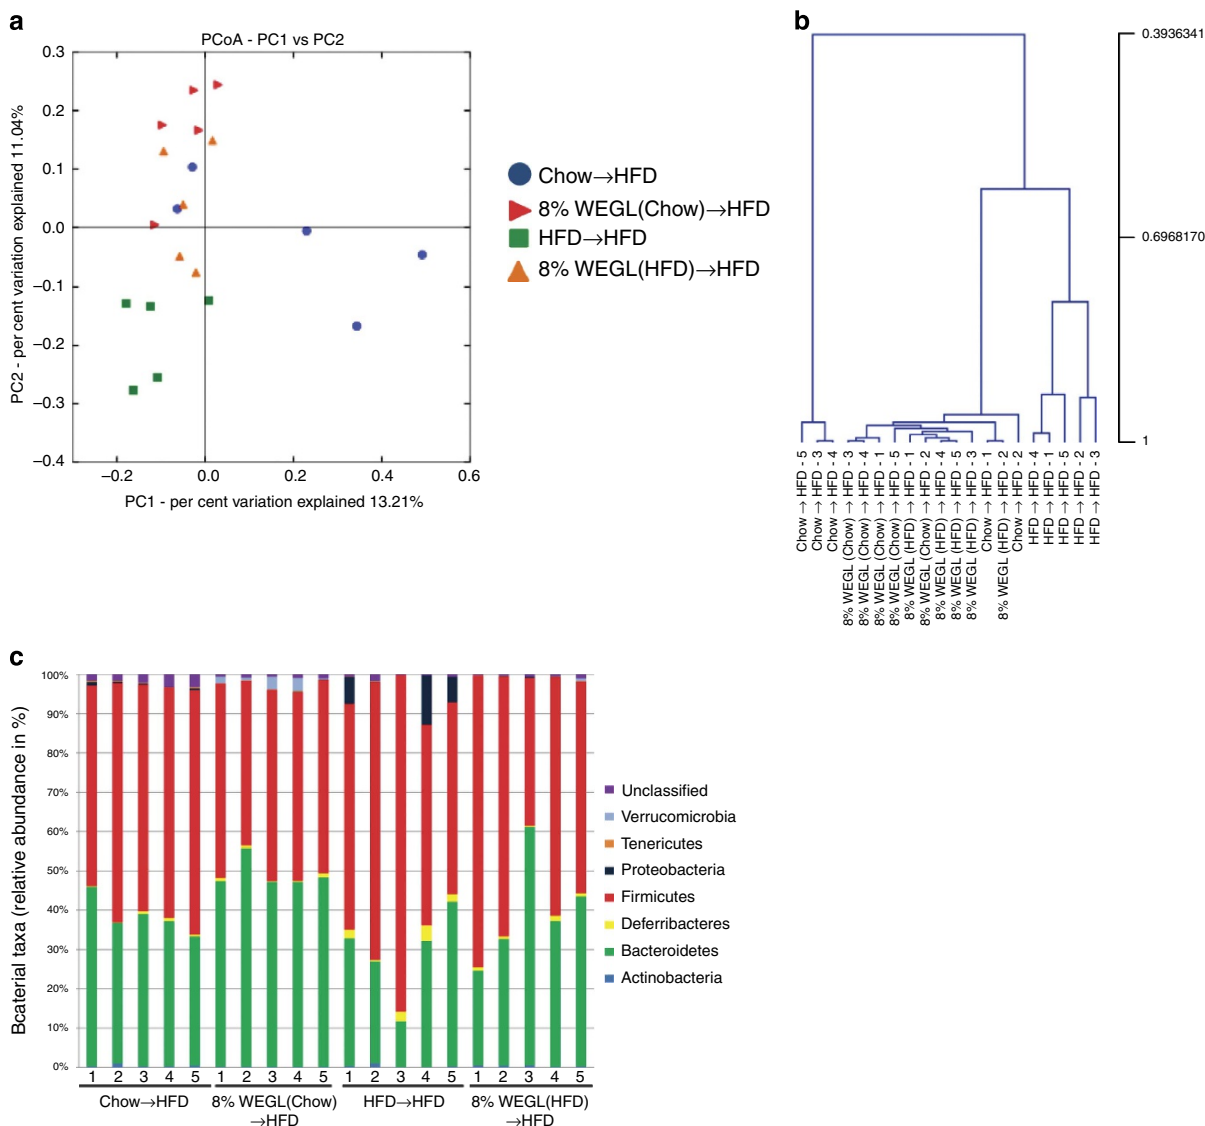 a
PCoA - PC1 vs PC2
0.3
0.2
0.1
0.0
–0.1
–0.2
–0.3
–0.4
PC2 - per cent variation explained 11.04%
–0.2
0.0
0.2
0.4
0.6
PC1 - per cent variation explained 13.21%
Chow→HFD
8% WEGL(Chow)→HFD
HFD→HFD
8% WEGL(HFD)→HFD
b
0.3936341
0.6968170
1
Chow → HFD - 5
Chow → HFD - 3
Chow → HFD - 4
8% WEGL (Chow) → HFD - 3
8% WEGL (Chow) → HFD - 4
8% WEGL (Chow) → HFD - 1
8% WEGL (Chow) → HFD - 5
8% WEGL (HFD) → HFD - 1
8% WEGL (Chow) → HFD - 2
8% WEGL (HFD) → HFD - 4
8% WEGL (HFD) → HFD - 5
8% WEGL (HFD) → HFD - 3
Chow → HFD - 1
8% WEGL (HFD) → HFD - 2
Chow → HFD - 2
HFD → HFD - 4
HFD → HFD - 1
HFD → HFD - 5
HFD → HFD - 2
HFD → HFD - 3
c
100%
90%
80%
70%
60%
50%
40%
30%
20%
10%
0%
Bcaterial taxa (relative abundance in %)
1 2 3 4 5 1 2 3 4 5 1 2 3 4 5 1 2 3 4 5
Chow→HFD
8% WEGL(Chow)
→HFD
HFD→HFD
8% WEGL(HFD)
→HFD
Unclassified
Verrucomicrobia
Tenericutes
Proteobacteria
Firmicutes
Deferribacteres
Bacteroidetes
Actinobacteria